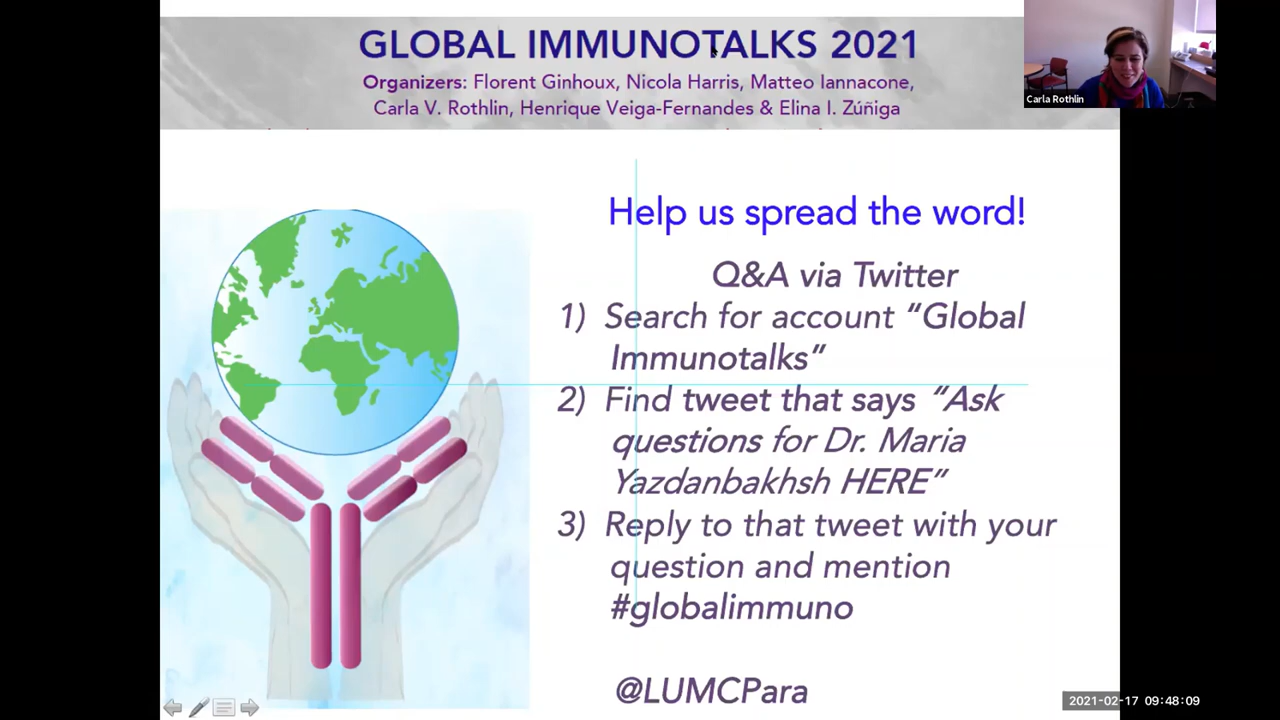 GLOBAL IMMUNOTALKS 2021
Organizers: Florent Ginhoux, Nicola Harris, Matteo Iannacone,
Carla V. Rothlin, Henrique Veiga-Fernandes & Elina I. Zúñiga
Carla Rothlin
Help us spread the word!
Q&A via Twitter
1) Search for account “Global
Immunotalks”
2) Find tweet that says “Ask
questions for Dr. Maria
Yazdanbakhsh HERE”
3) Reply to that tweet with your
question and mention
#globalimmuno
@LUMCPara
2021-02-17 09:48:09